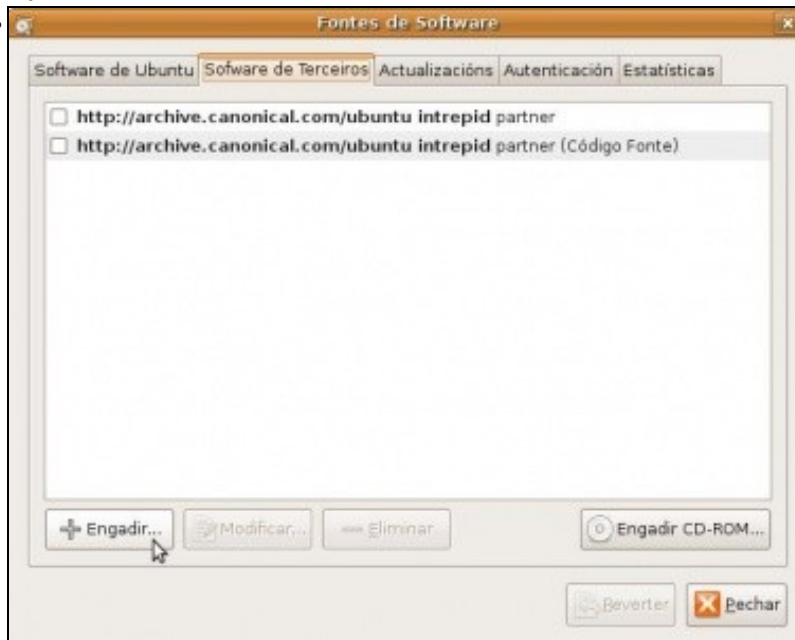 Fontes de Software
Software de Ubuntu Sofware de Terceiros Actualizacións Autenticación Estatísticas
http://archive.canonical.com/ubuntu intrepid partner
http://archive.canonical.com/ubuntu intrepid partner (Código Fonte)
Engadir... Modificar... Eliminar Engadir CD-ROM...
Reverter Pechar